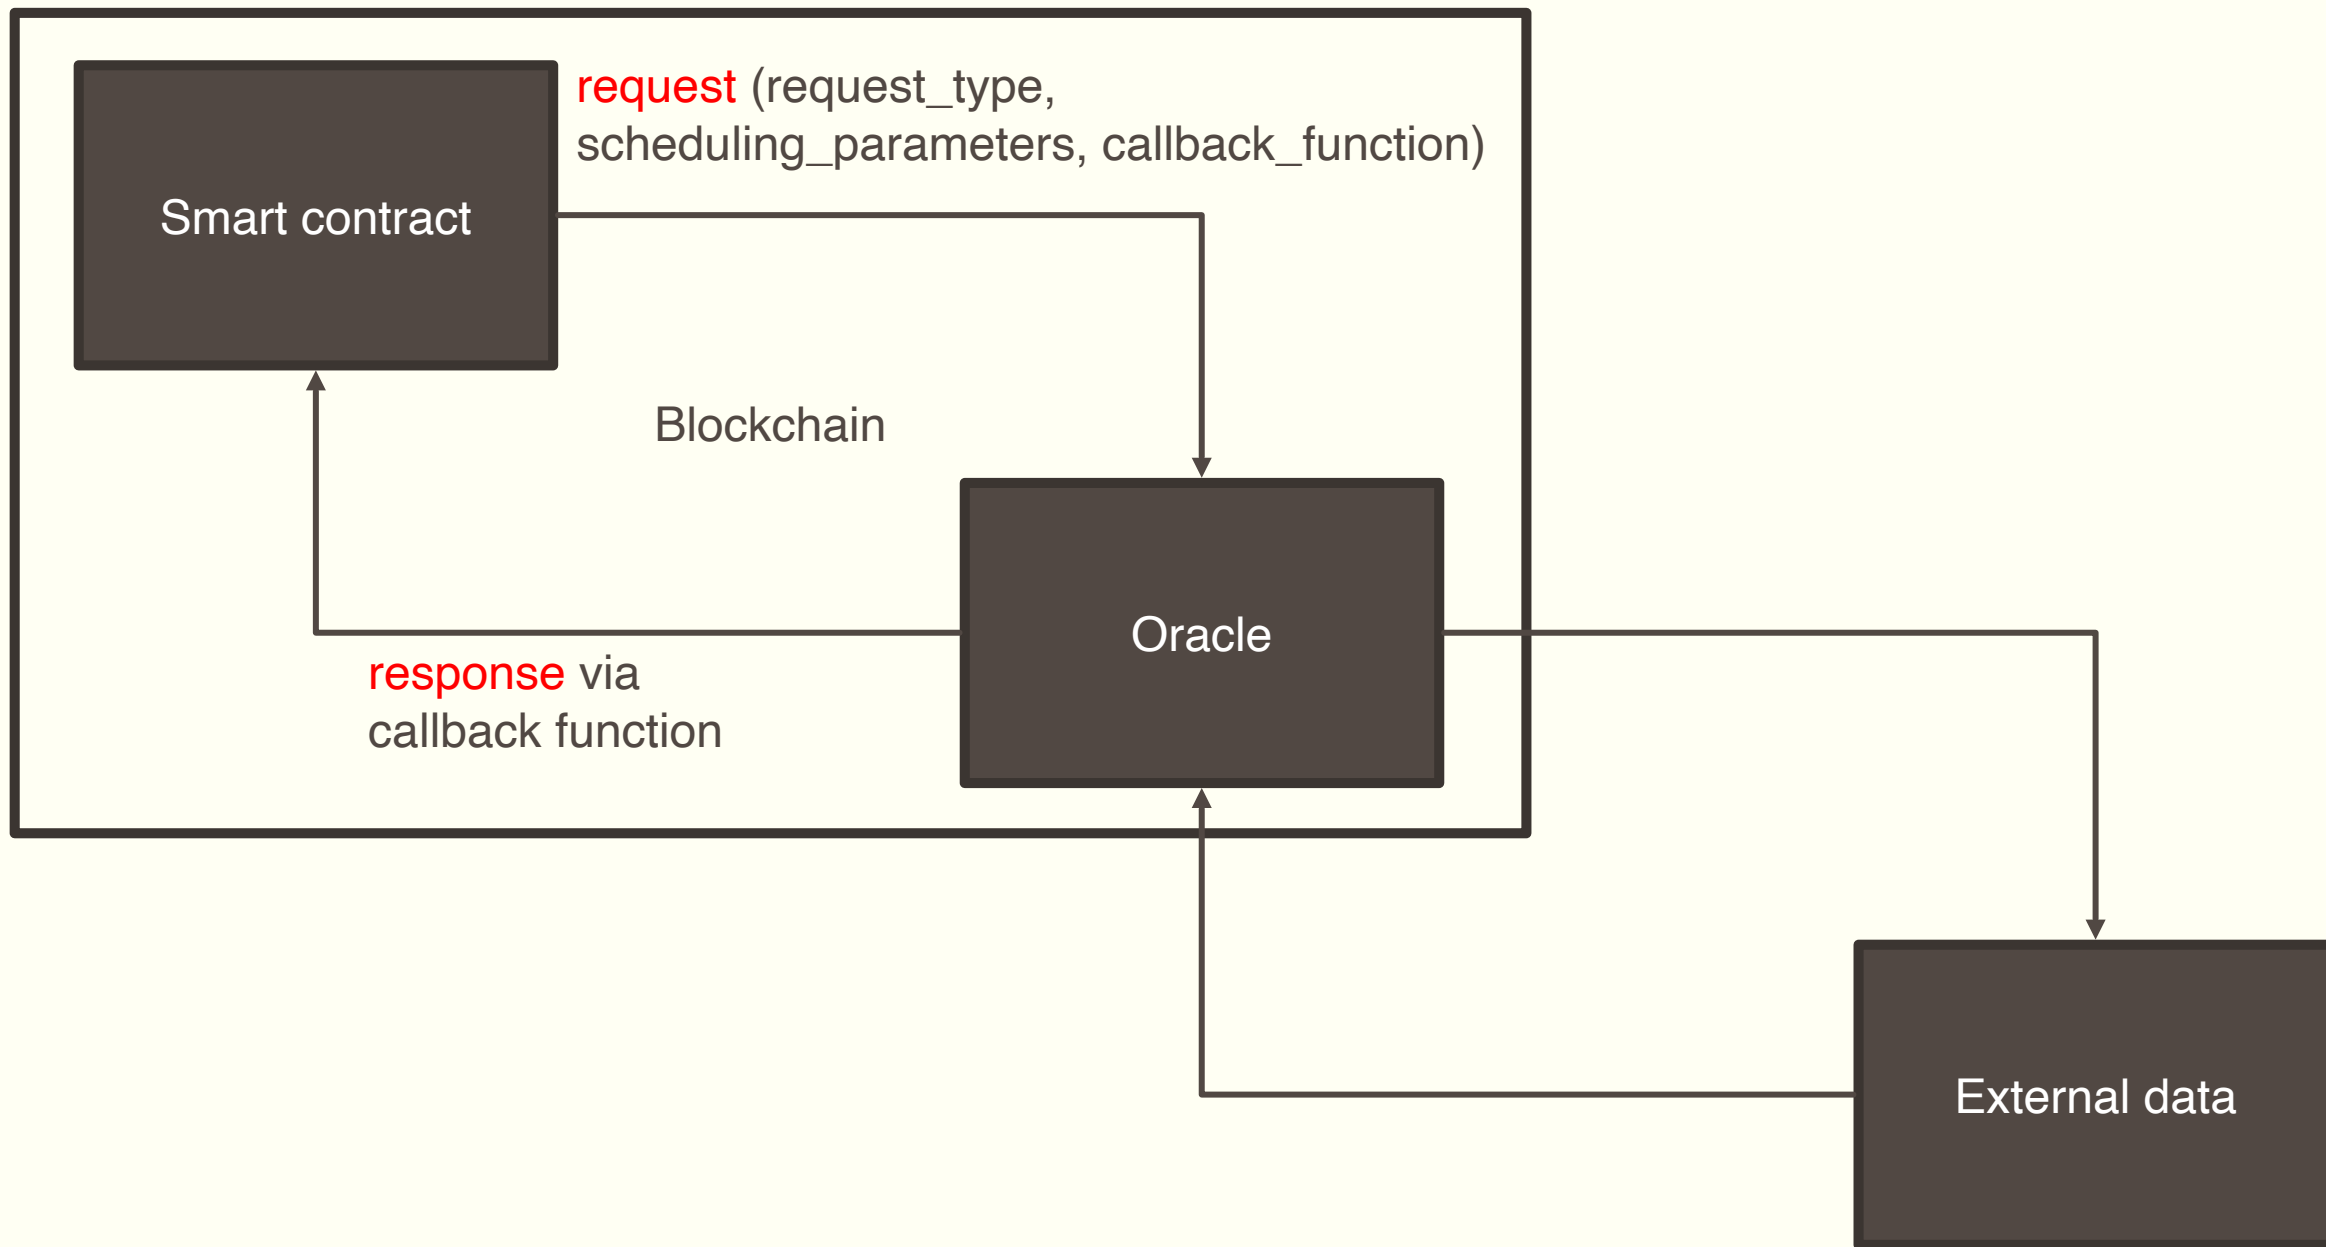 request (request_type,
scheduling_parameters, callback_function)
Smart contract
Blockchain
Oracle
response via
callback function
External data